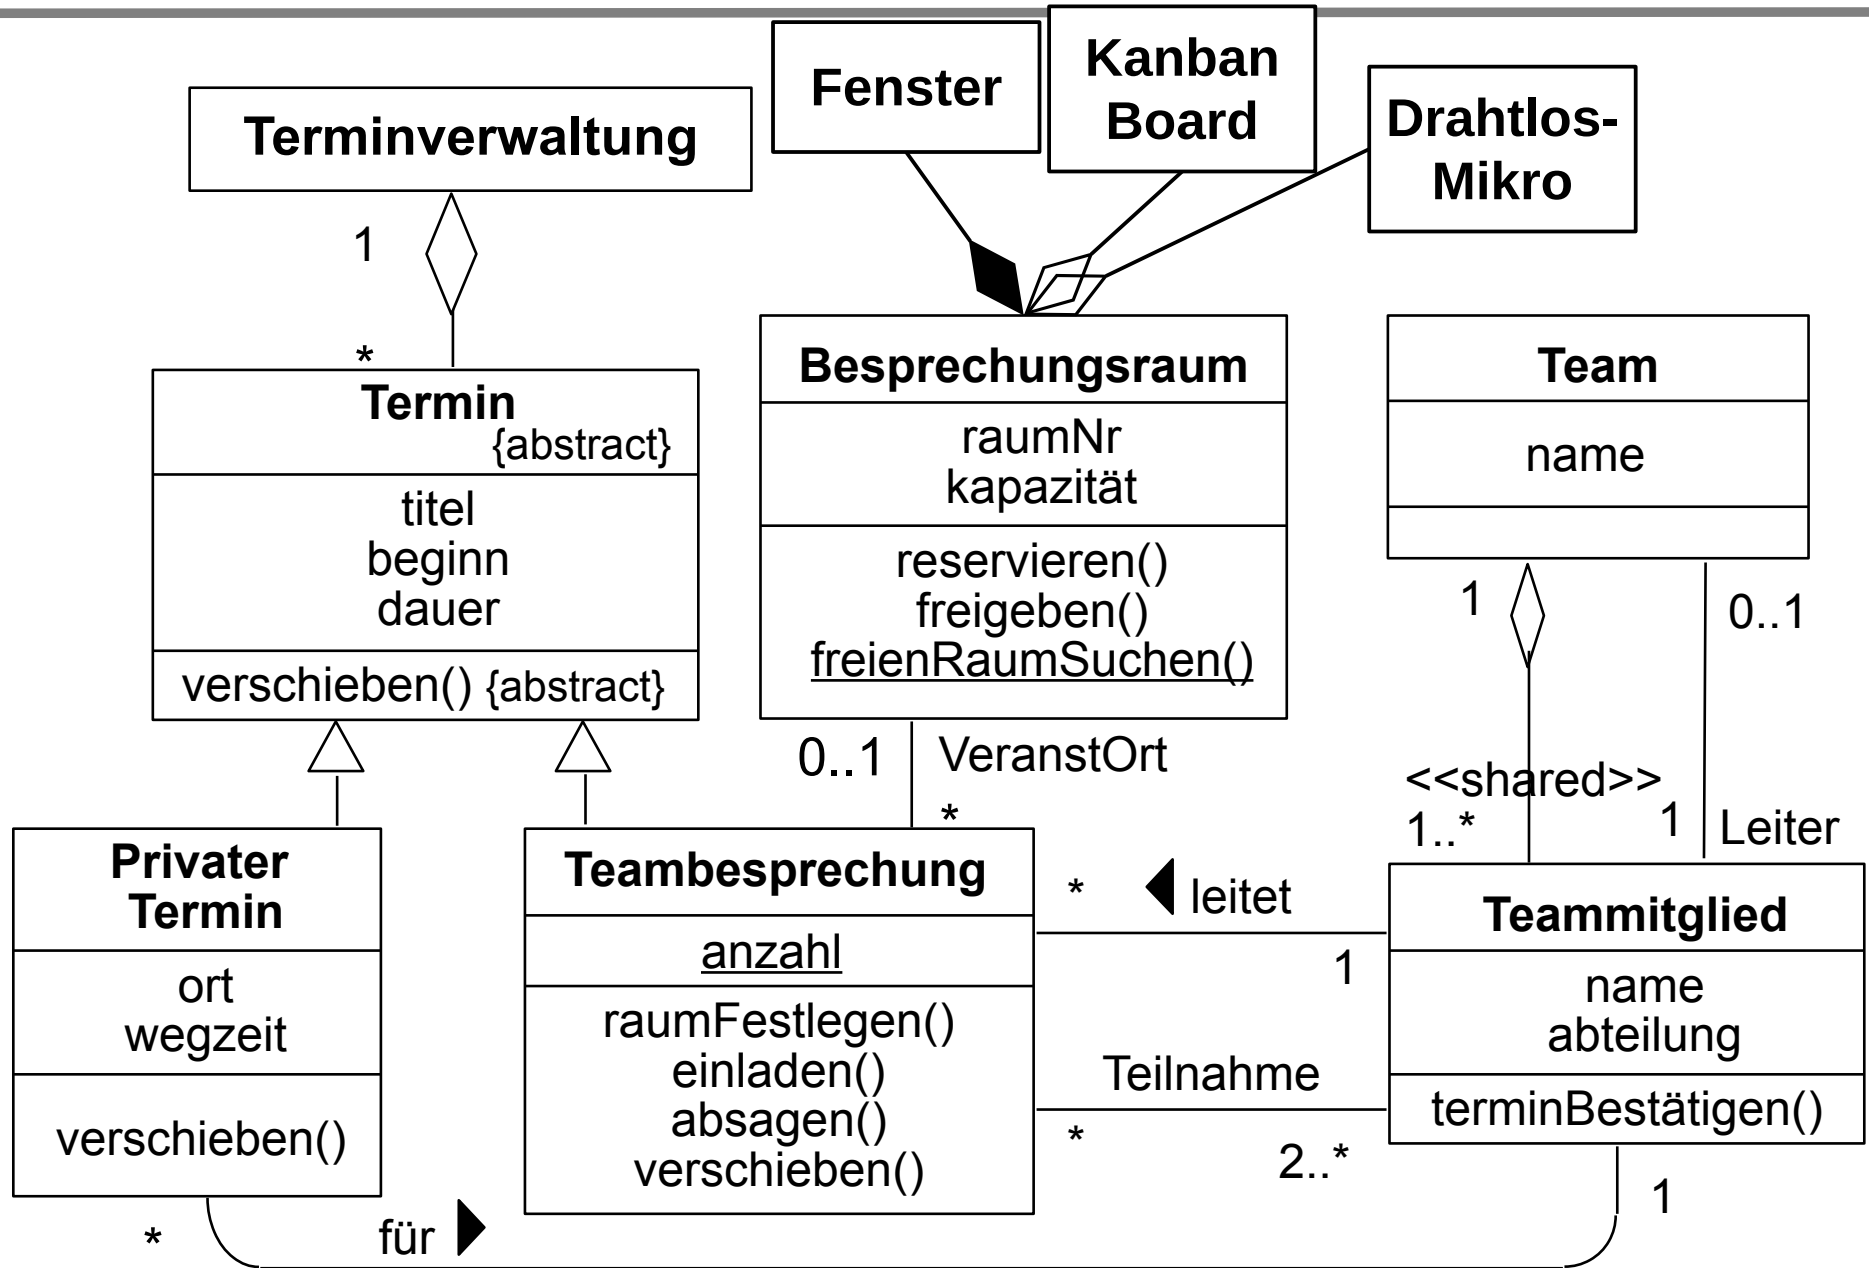 Terminverwaltung
1
*
Fenster
Kanban
Board
Drahtlos-
Mikro
Termin
{abstract}
titel
beginn
dauer
verschieben() {abstract}
Besprechungsraum
raumNr
kapazität
reservieren()
freigeben()
freienRaumSuchen()
Team
name
1
0..1
<<shared>>
1..*
1
Leiter
0..1
VeranstOrt
*
Privater
Termin
ort
wegzeit
verschieben()
Teambesprechung
anzahl
raumFestlegen()
einladen()
absagen()
verschieben()
*
leitet
1
Teilnahme
*
2..*
Teammitglied
name
abteilung
terminBestätigen()
*
für
1